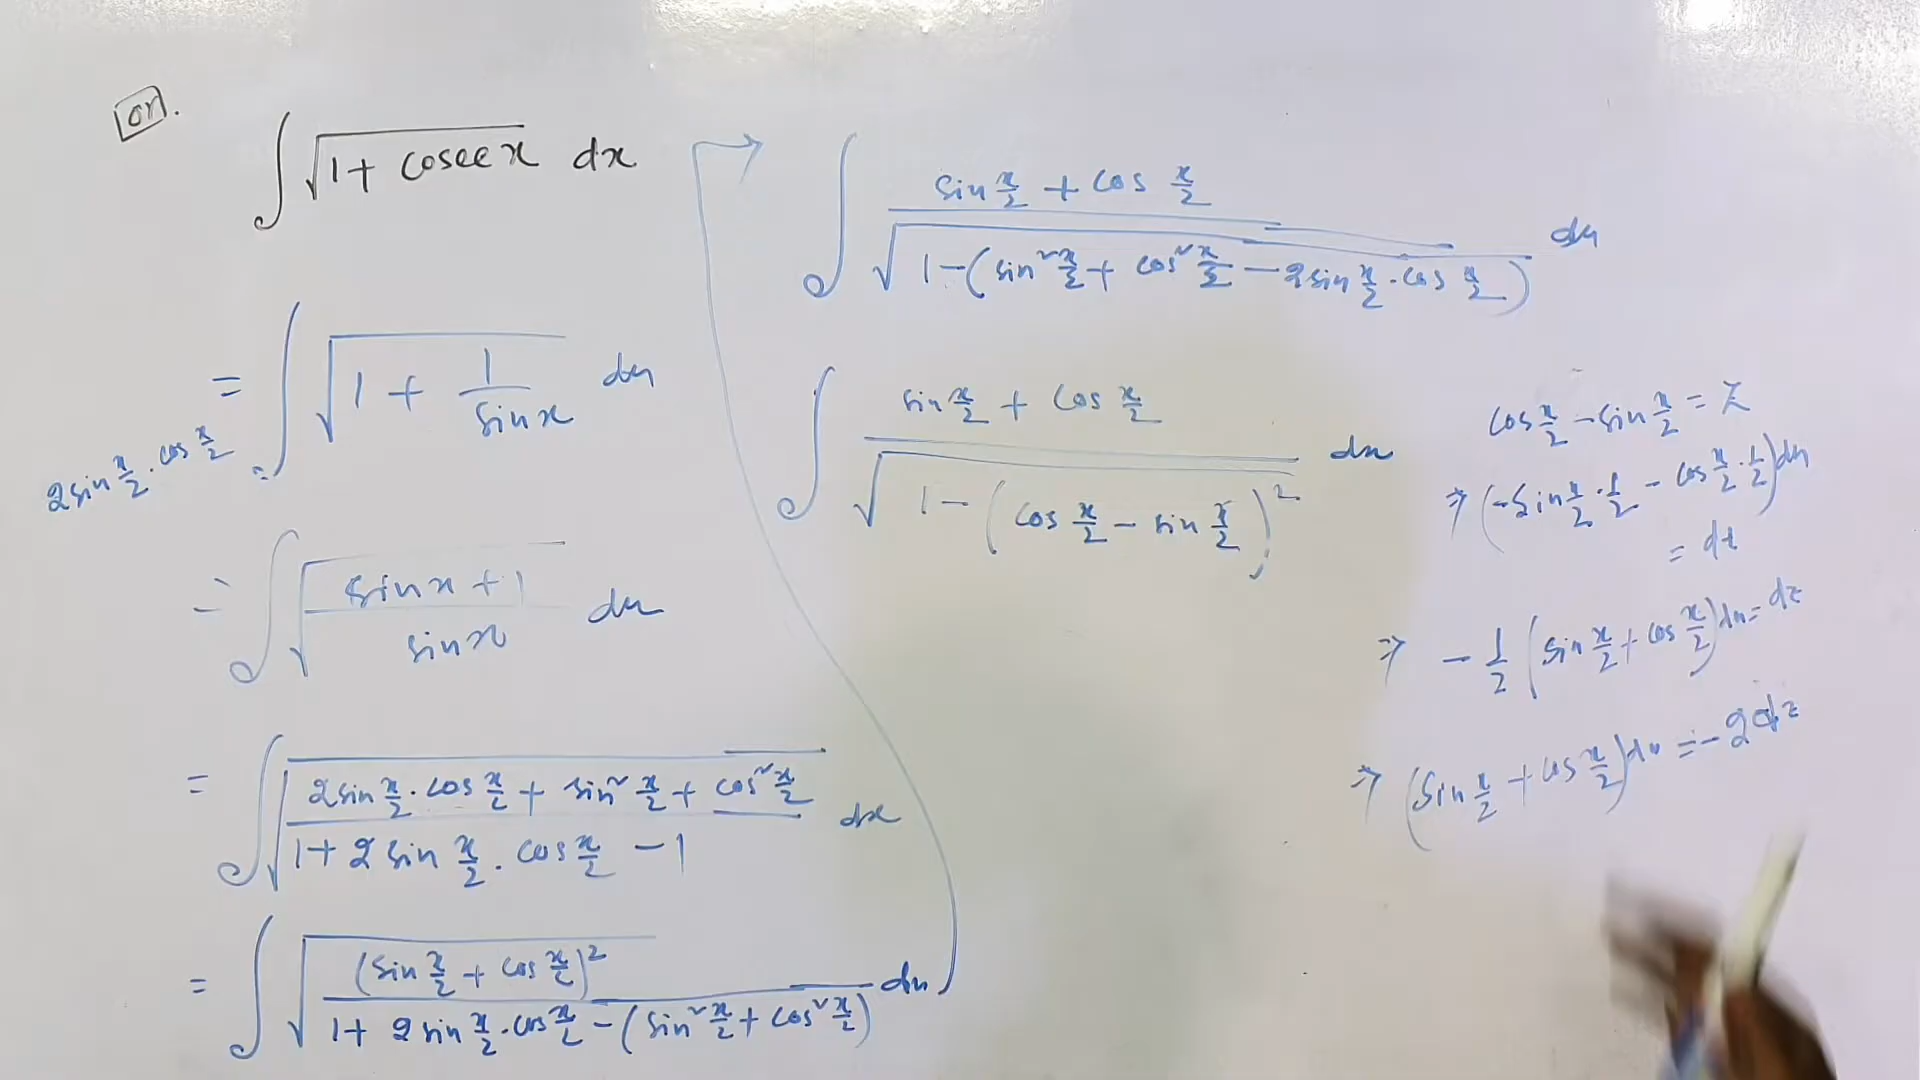 or.
∫ √(1 + cosec x) dx
= ∫ √(1 + 1/sin x) dx
2 sin x/2 . cos x/2 =
= ∫ √((sin x + 1)/(sin x)) dx
= ∫ √((2 sin x/2 . cos x/2 + sin² x/2 + cos² x/2)/(1 + 2 sin x/2 . cos x/2 - 1)) dx
= ∫ √((sin x/2 + cos x/2)²/(1 + 2 sin x/2 . cos x/2 - (sin² x/2 + cos² x/2))) dx
→ ∫ (sin x/2 + cos x/2)/√(1 - (sin² x/2 + cos² x/2 - 2 sin x/2 . cos x/2)) dx
∫ (sin x/2 + cos x/2)/√(1 - (cos x/2 - sin x/2)²) dx
cos x/2 - sin x/2 = z
⇒ (-sin x/2 . 1/2 - cos x/2 . 1/2) dx
= dz
⇒ - 1/2 (sin x/2 + cos x/2) dx = dz
⇒ (sin x/2 + cos x/2) dx = - 2 dz